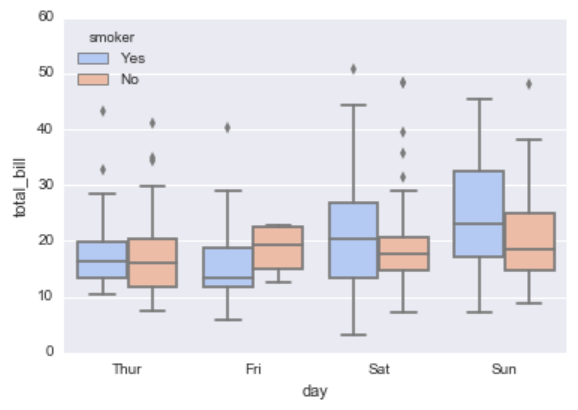 60
smoker
Yes
No
50
40
30
20
10
0
total_bill
Thur Fri Sat Sun
day